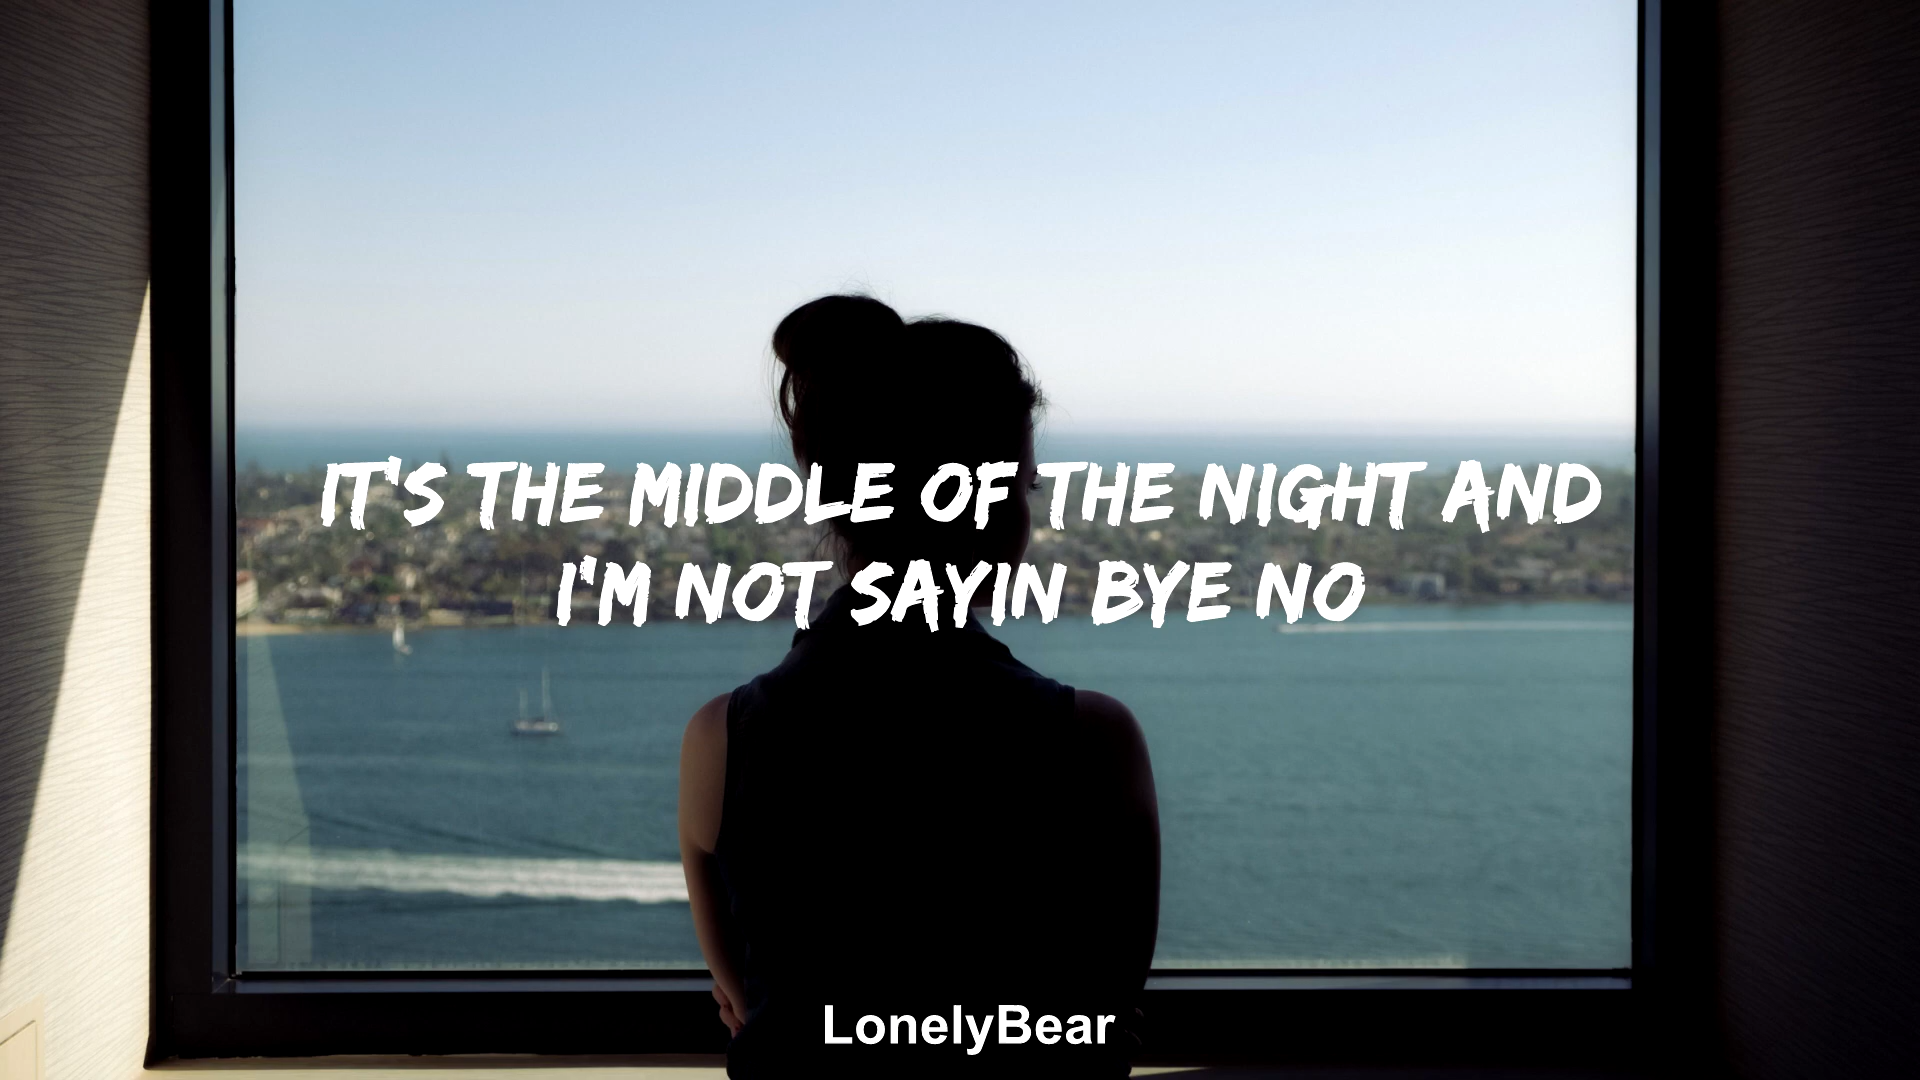 IT'S THE MIDDLE OF THE NIGHT AND
I'M NOT SAYIN BYE NO
LonelyBear